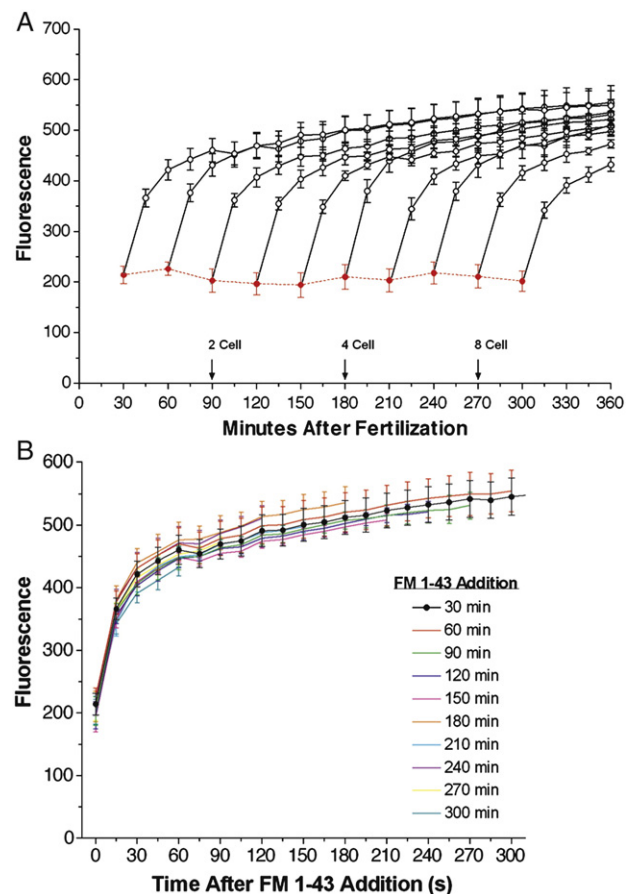 A
700
600
500
400
300
200
100
0
Fluorescence
2 Cell
4 Cell
8 Cell
0 30 60 90 120 150 180 210 240 270 300 330 360
Minutes After Fertilization
B
600
500
400
300
200
100
0
Fluorescence
FM 1-43 Addition
30 min
60 min
90 min
120 min
150 min
180 min
210 min
240 min
270 min
300 min
0 30 60 90 120 150 180 210 240 270 300
Time After FM 1-43 Addition (s)